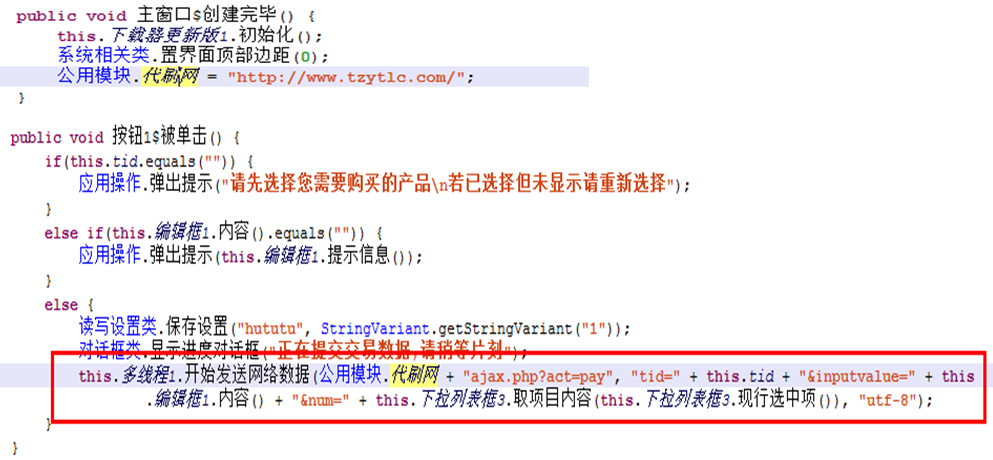 public void 主窗口$创建完毕() {
this.下载器更新版1.初始化();
系统相关类.置界面顶部边距(0);
公用模块.代刷网 = "http://www.tzytlc.com/";
}
public void 按钮1$被单击() {
if(this.tid.equals("")) {
应用操作.弹出提示("请先选择您需要购买的产品\n若已选择但未显示请重新选择");
}
else if(this.编辑框1.内容().equals("")) {
应用操作.弹出提示(this.编辑框1.提示信息());
}
else {
读写设置类.保存设置("hututu", StringVariant.getStringVariant("1"));
对话框类.显示进度对话框("正在提交交易数据,请稍等片刻");
this.多线程1.开始发送网络数据(公用模块.代刷网 + "ajax.php?act=pay", "tid=" + this.tid + "&inputvalue=" + this
.编辑框1.内容() + "&num=" + this.下拉列表框3.取项目内容(this.下拉列表框3.现行选中项()), "utf-8");
}
}